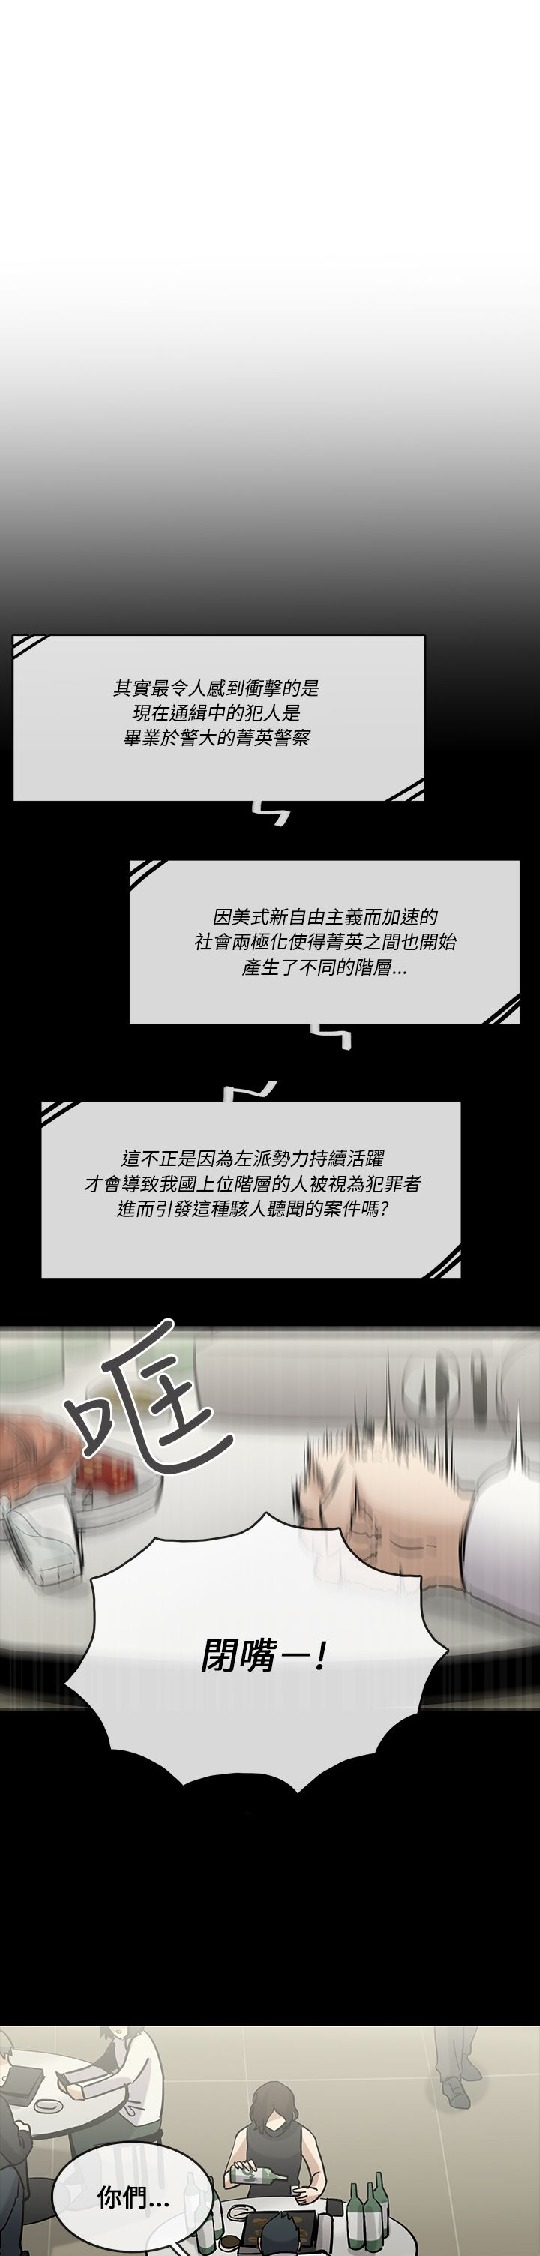 其實最令人感到衝擊的是
現在通緝中的犯人是
畢業於警大的菁英警察
因美式新自由主義而加速的
社會兩極化使得菁英之間也開始
產生了不同的階層...
這不正是因為左派勢力持續活躍
才會導致我國上位階層的人被視為犯罪者
進而引發這種駭人聽聞的案件嗎?
哐
閉嘴－!
你們...